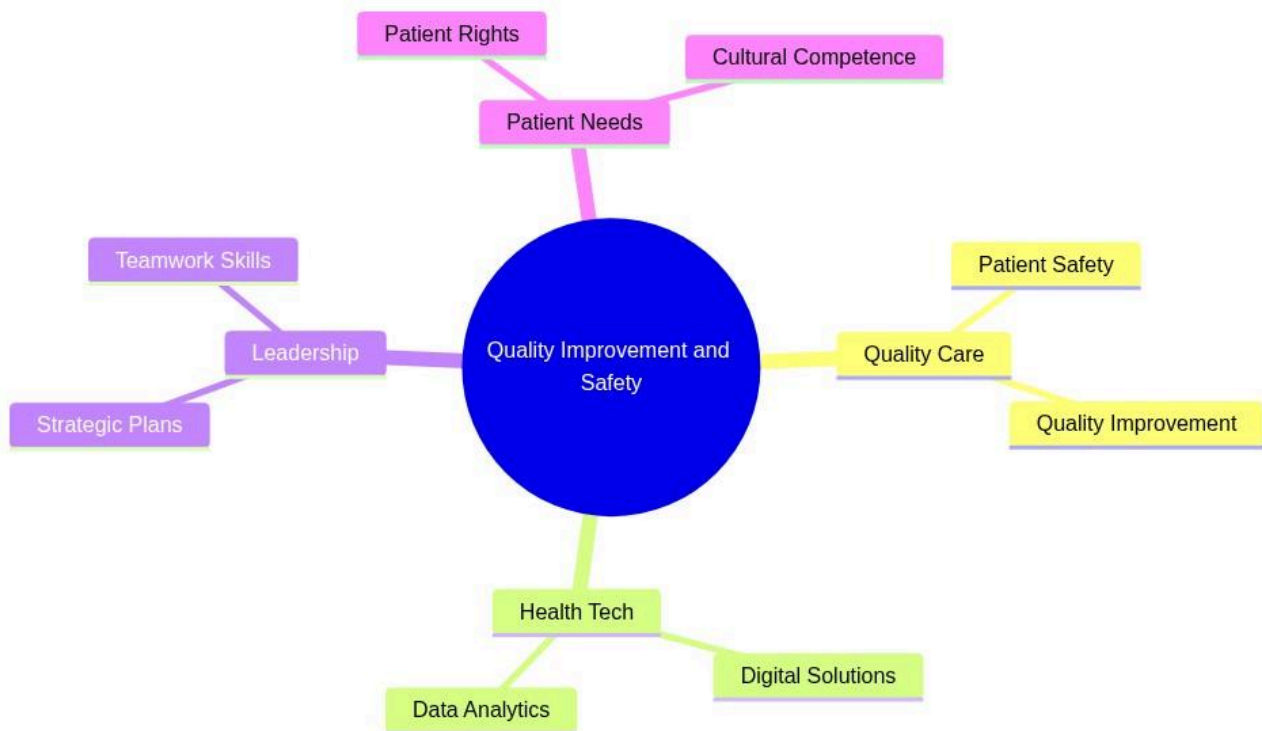 Patient Rights
Cultural Competence
Patient Needs
Teamwork Skills
Patient Safety
Leadership
Quality Improvement and
Safety
Quality Care
Strategic Plans
Quality Improvement
Health Tech
Digital Solutions
Data Analytics